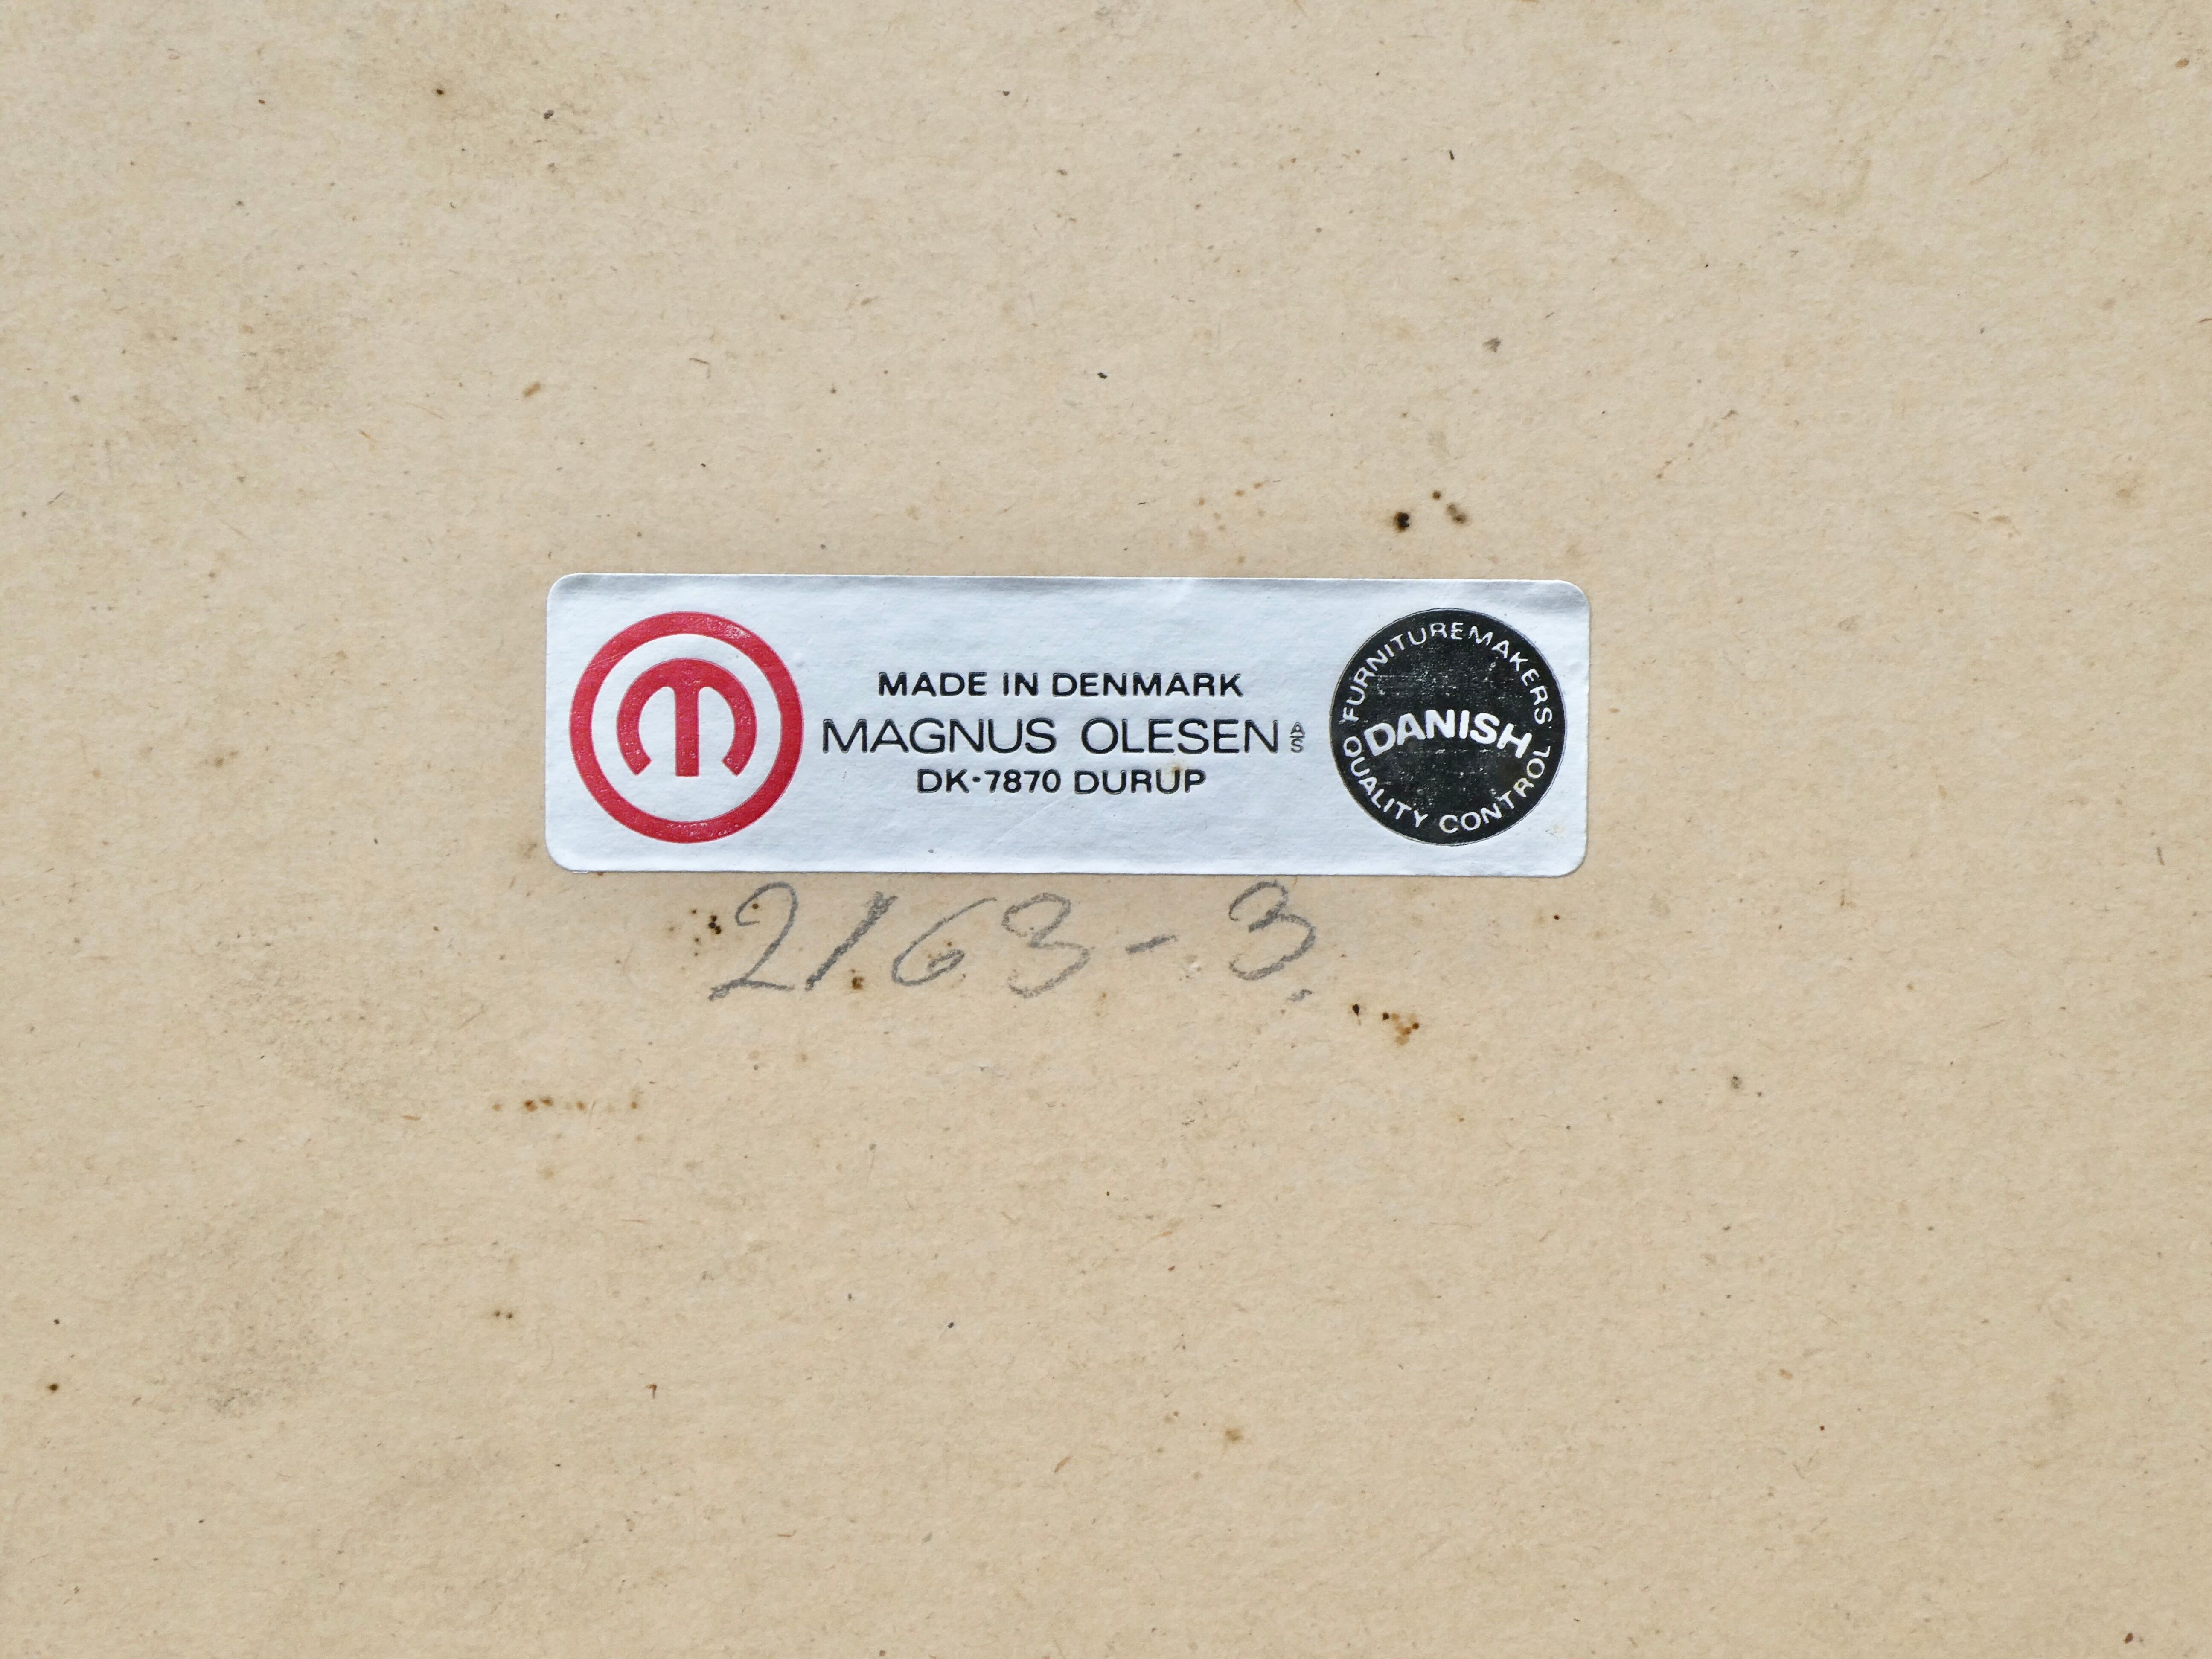 MADE IN DENMARK
MAGNUS OLESEN A/S
DK-7870 DURUP
FURNITUREMAKERS
DANISH
QUALITY CONTROL
2163-3.